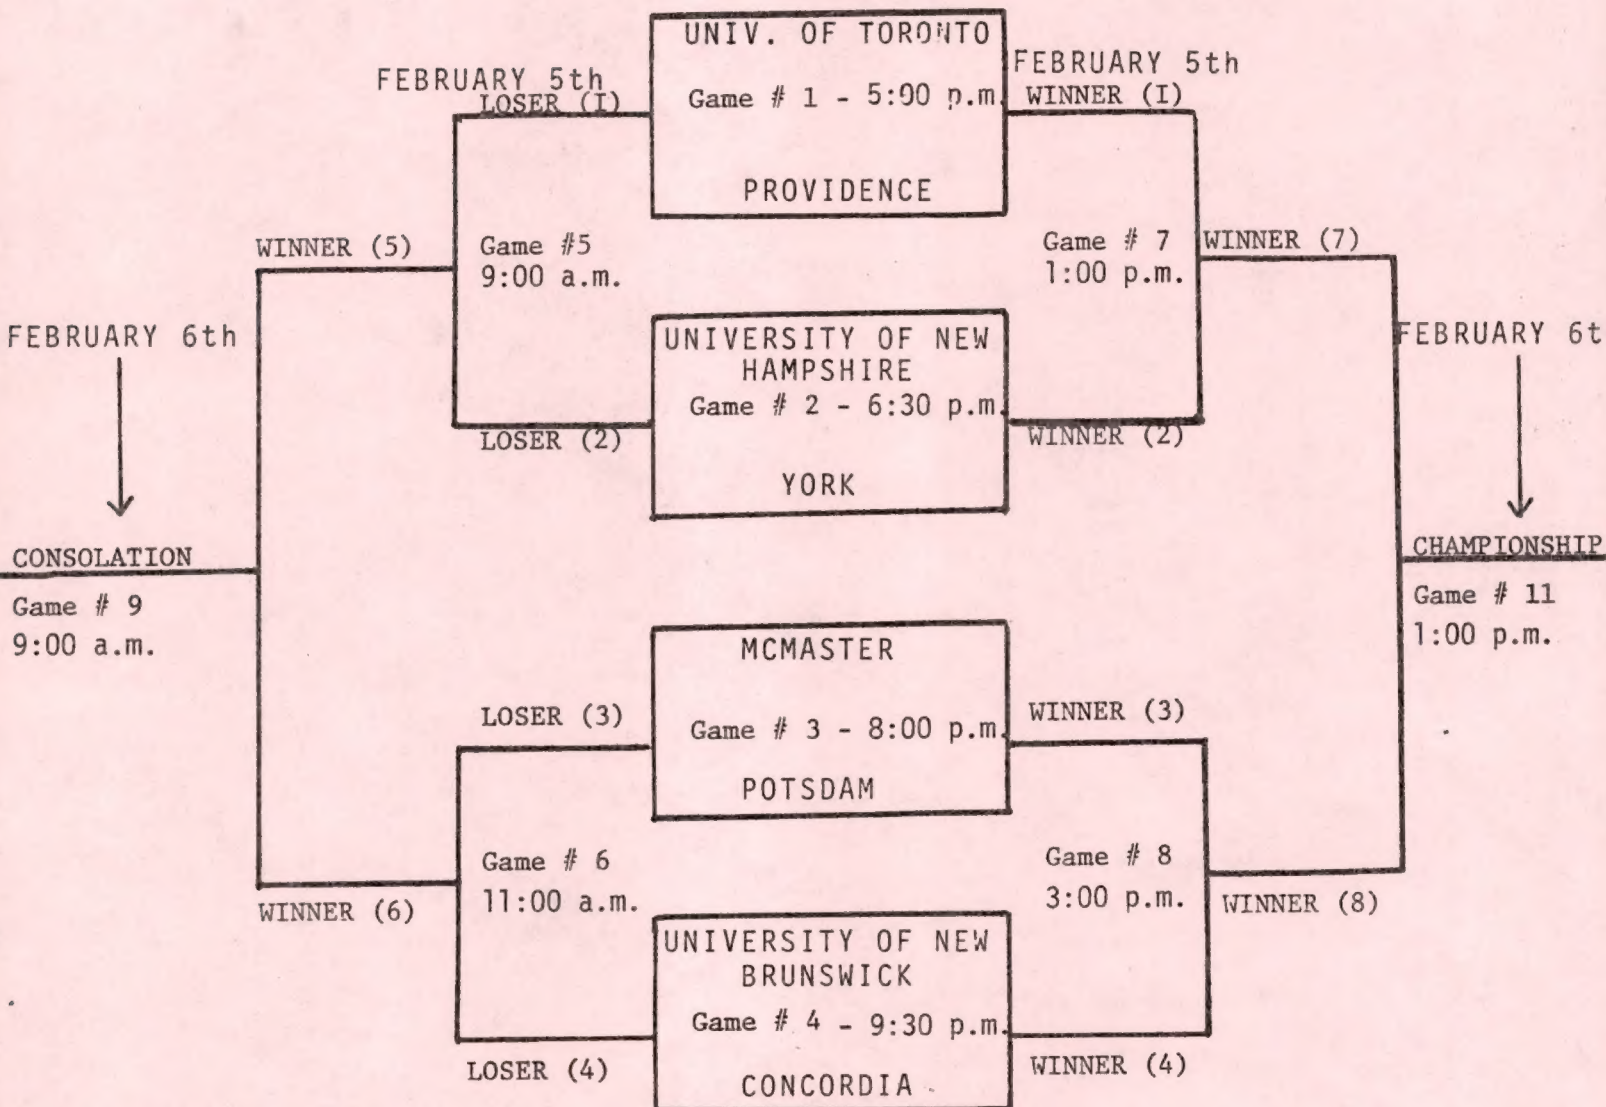 UNIV. OF TORONTO
FEBRUARY 5th
FEBRUARY 5th
LOSER (I)
Game # 1 - 5:00 p.m.
WINNER (I)
PROVIDENCE
WINNER (5)
Game #5
9:00 a.m.
Game # 7
1:00 p.m.
WINNER (7)
FEBRUARY 6th
UNIVERSITY OF NEW
HAMPSHIRE
Game # 2 - 6:30 p.m.
FEBRUARY 6t
LOSER (2)
WINNER (2)
YORK
CONSOLATION
Game # 9
9:00 a.m.
CHAMPIONSHIP
Game # 11
1:00 p.m.
MCMASTER
LOSER (3)
Game # 3 - 8:00 p.m.
WINNER (3)
POTSDAM
WINNER (6)
Game # 6
11:00 a.m.
Game # 8
3:00 p.m.
WINNER (8)
UNIVERSITY OF NEW
BRUNSWICK
Game # 4 - 9:30 p.m.
LOSER (4)
WINNER (4)
CONCORDIA